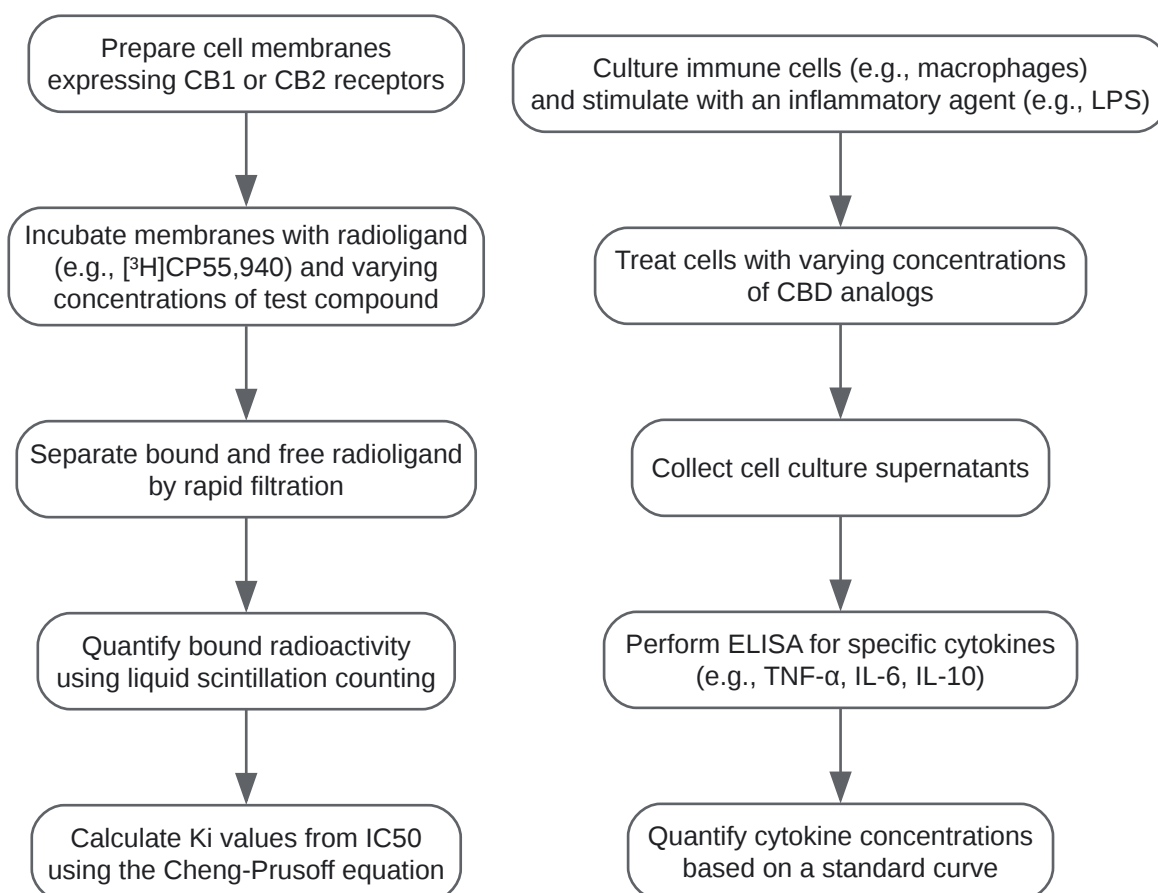 Prepare cell membranes
expressing CB1 or CB2 receptors
Incubate membranes with radioligand
(e.g., [³H]CP55,940) and varying
concentrations of test compound
Separate bound and free radioligand
by rapid filtration
Quantify bound radioactivity
using liquid scintillation counting
Calculate Ki values from IC50
using the Cheng-Prusoff equation
Culture immune cells (e.g., macrophages)
and stimulate with an inflammatory agent (e.g., LPS)
Treat cells with varying concentrations
of CBD analogs
Collect cell culture supernatants
Perform ELISA for specific cytokines
(e.g., TNF-α, IL-6, IL-10)
Quantify cytokine concentrations
based on a standard curve